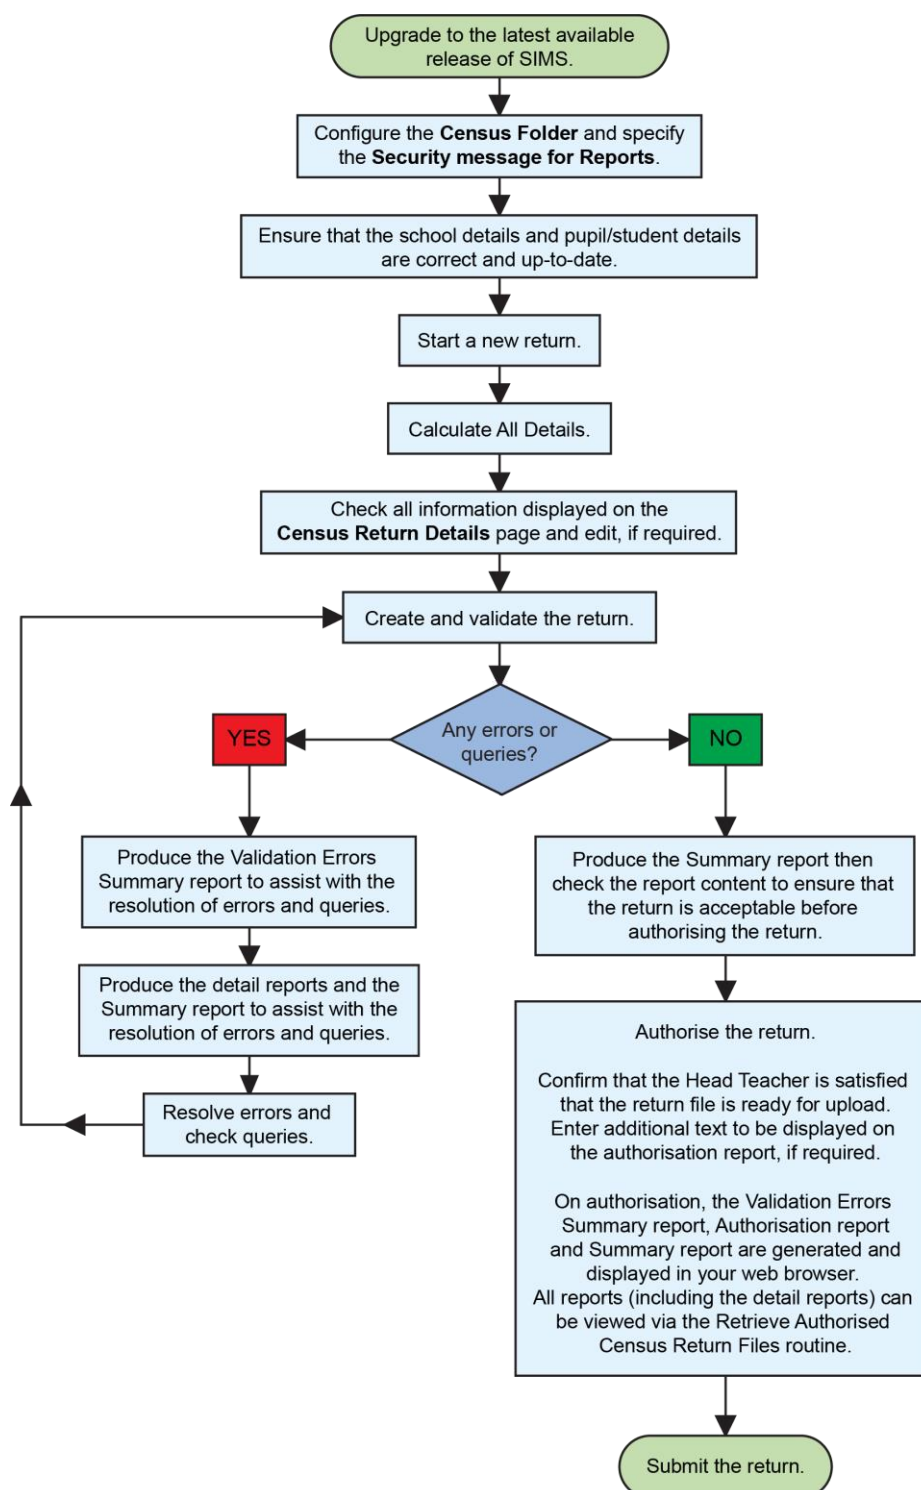 Upgrade to the latest available
release of SIMS.
Configure the Census Folder and specify
the Security message for Reports.
Ensure that the school details and pupil/student details
are correct and up-to-date.
Start a new return.
Calculate All Details.
Check all information displayed on the
Census Return Details page and edit, if required.
Create and validate the return.
Any errors or
queries?
YES
NO
Produce the Validation Errors
Summary report to assist with the
resolution of errors and queries.
Produce the detail reports and the
Summary report to assist with the
resolution of errors and queries.
Resolve errors and
check queries.
Produce the Summary report then
check the report content to ensure that
the return is acceptable before
authorising the return.
Authorise the return.
Confirm that the Head Teacher is satisfied
that the return file is ready for upload.
Enter additional text to be displayed on
the authorisation report, if required.
On authorisation, the Validation Errors
Summary report, Authorisation report
and Summary report are generated and
displayed in your web browser.
All reports (including the detail reports) can
be viewed via the Retrieve Authorised
Census Return Files routine.
Submit the return.